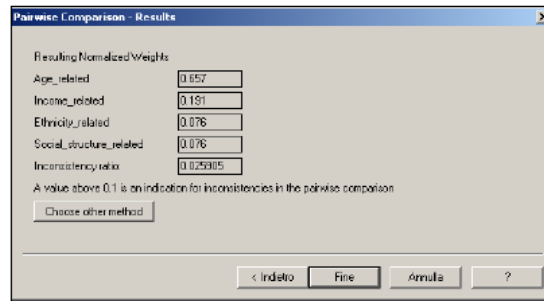 Pairwise Comparison - Results
Resulting Normalized Weights
Age_related 0.657
Income_related 0.191
Ethnicity_related 0.076
Social_structure_related 0.076
Inconsistency ratio 0.025905
A value above 0.1 is an indication for inconsistencies in the pairwise comparison
Choose other method
< Indietro Fine Annulla ?